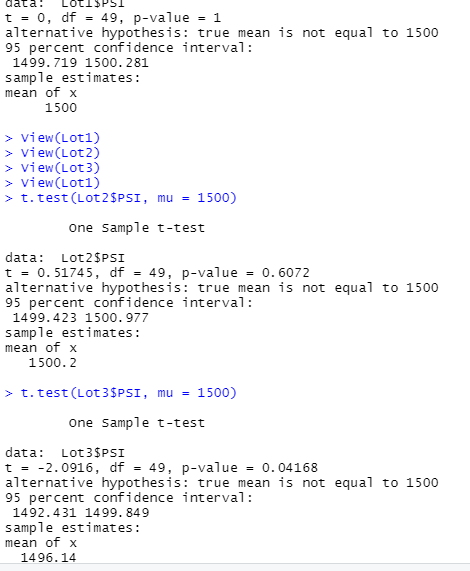 data:  Lot1$PSI
t = 0, df = 49, p-value = 1
alternative hypothesis: true mean is not equal to 1500
95 percent confidence interval:
 1499.719 1500.281
sample estimates:
mean of x
     1500
> View(Lot1)
> View(Lot2)
> View(Lot3)
> View(Lot1)
> t.test(Lot2$PSI, mu = 1500)
        One Sample t-test
data:  Lot2$PSI
t = 0.51745, df = 49, p-value = 0.6072
alternative hypothesis: true mean is not equal to 1500
95 percent confidence interval:
 1499.423 1500.977
sample estimates:
mean of x
   1500.2
> t.test(Lot3$PSI, mu = 1500)
        One Sample t-test
data:  Lot3$PSI
t = -2.0916, df = 49, p-value = 0.04168
alternative hypothesis: true mean is not equal to 1500
95 percent confidence interval:
 1492.431 1499.849
sample estimates:
mean of x
  1496.14